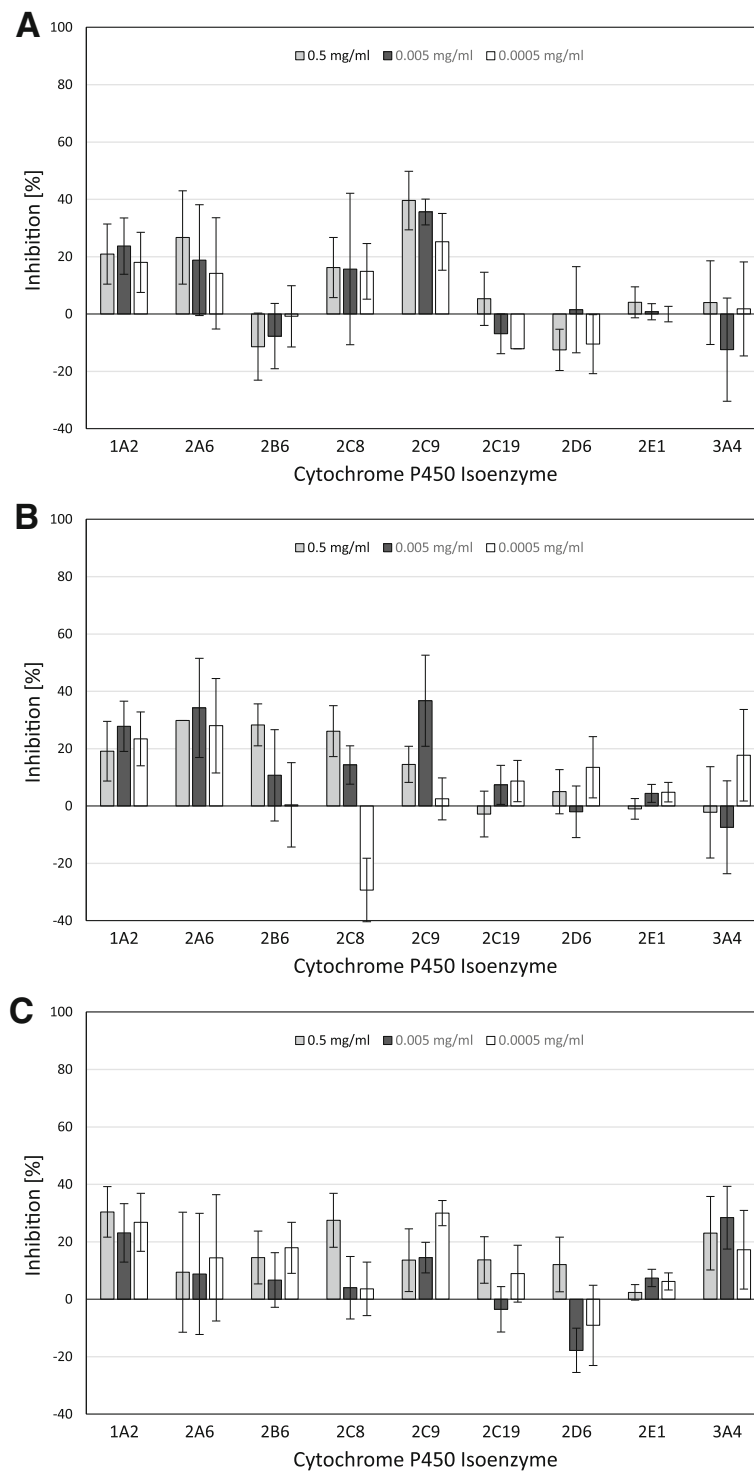 A
100
0.5 mg/ml 0.005 mg/ml 0.0005 mg/ml
80
60
40
20
0
-20
-40
Inhibition [%]
1A2 2A6 2B6 2C8 2C9 2C19 2D6 2E1 3A4
Cytochrome P450 Isoenzyme
B
100
0.5 mg/ml 0.005 mg/ml 0.0005 mg/ml
80
60
40
20
0
-20
-40
Inhibition [%]
1A2 2A6 2B6 2C8 2C9 2C19 2D6 2E1 3A4
Cytochrome P450 Isoenzyme
C
100
0.5 mg/ml 0.005 mg/ml 0.0005 mg/ml
80
60
40
20
0
-20
-40
Inhibition [%]
1A2 2A6 2B6 2C8 2C9 2C19 2D6 2E1 3A4
Cytochrome P450 Isoenzyme